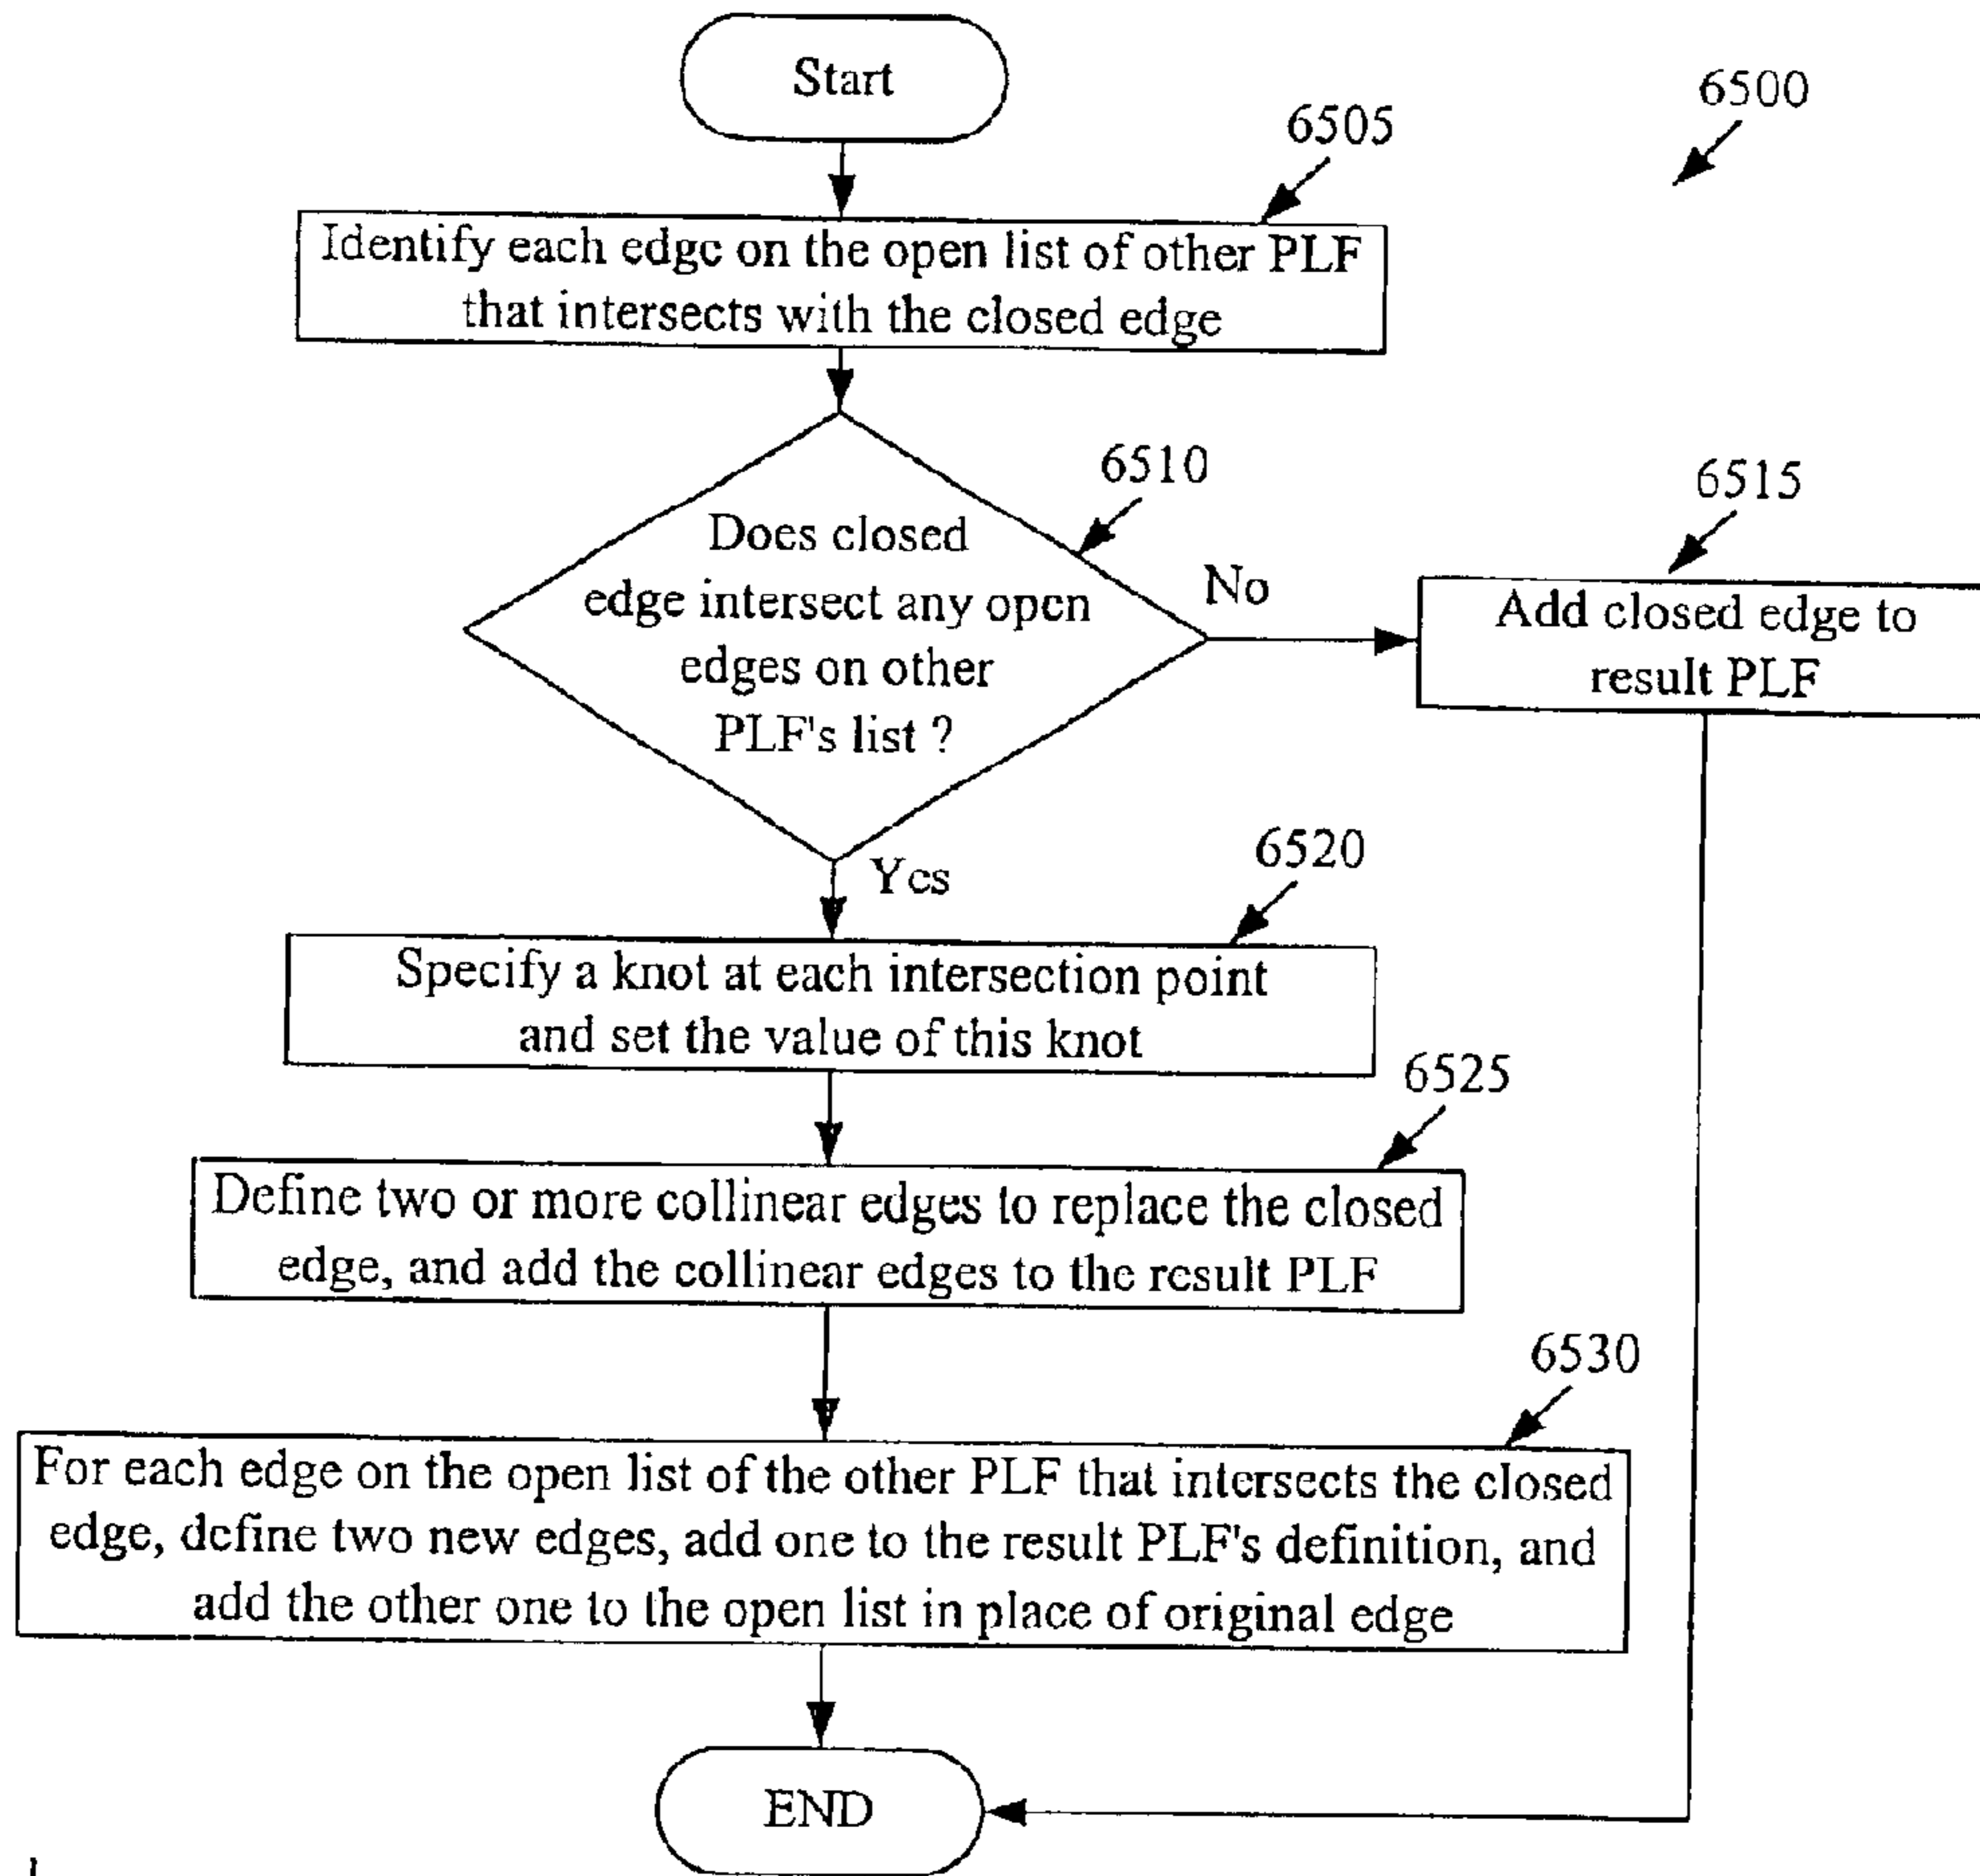 Start
6500
6505
Identify each edge on the open list of other PLF
that intersects with the closed edge
6510
Does closed
edge intersect any open
edges on other
PLF's list ?
No
6515
Add closed edge to
result PLF
Yes
6520
Specify a knot at each intersection point
and set the value of this knot
6525
Define two or more collinear edges to replace the closed
edge, and add the collinear edges to the result PLF
6530
For each edge on the open list of the other PLF that intersects the closed
edge, define two new edges, add one to the result PLF's definition, and
add the other one to the open list in place of original edge
END